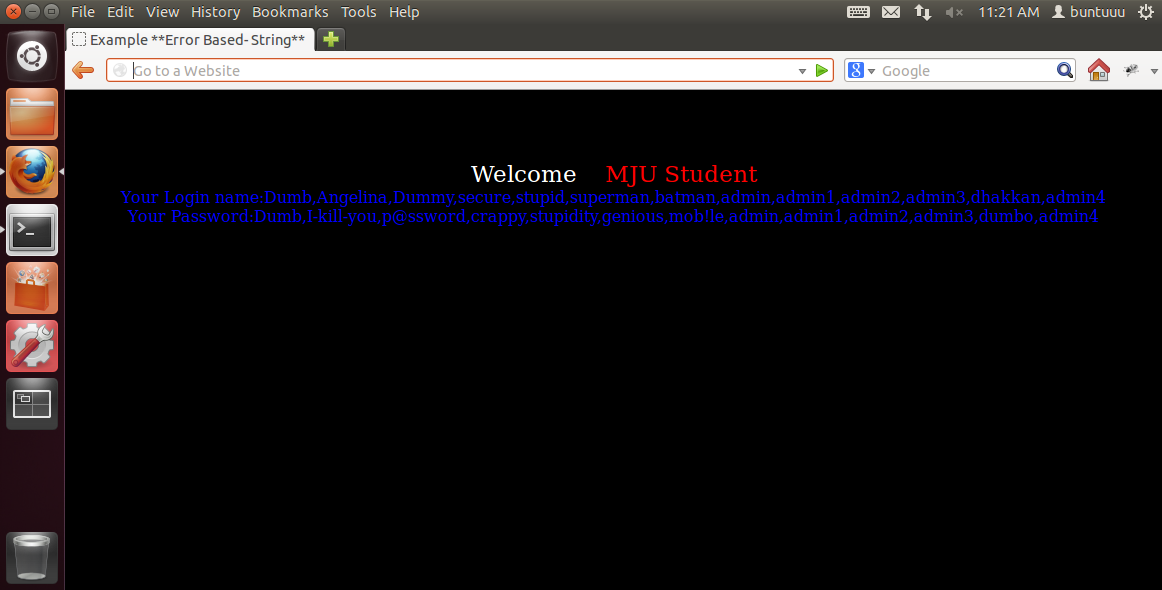 File Edit View History Bookmarks Tools Help 11:21 AM buntuuu
Example **Error Based- String**
Go to a Website 8 Google
Welcome MJU Student
Your Login name:Dumb,Angelina,Dummy,secure,stupid,superman,batman,admin,admin1,admin2,admin3,dhakkan,admin4
Your Password:Dumb,I-kill-you,p@ssword,crappy,stupidity,genious,mob!le,admin,admin1,admin2,admin3,dumbo,admin4